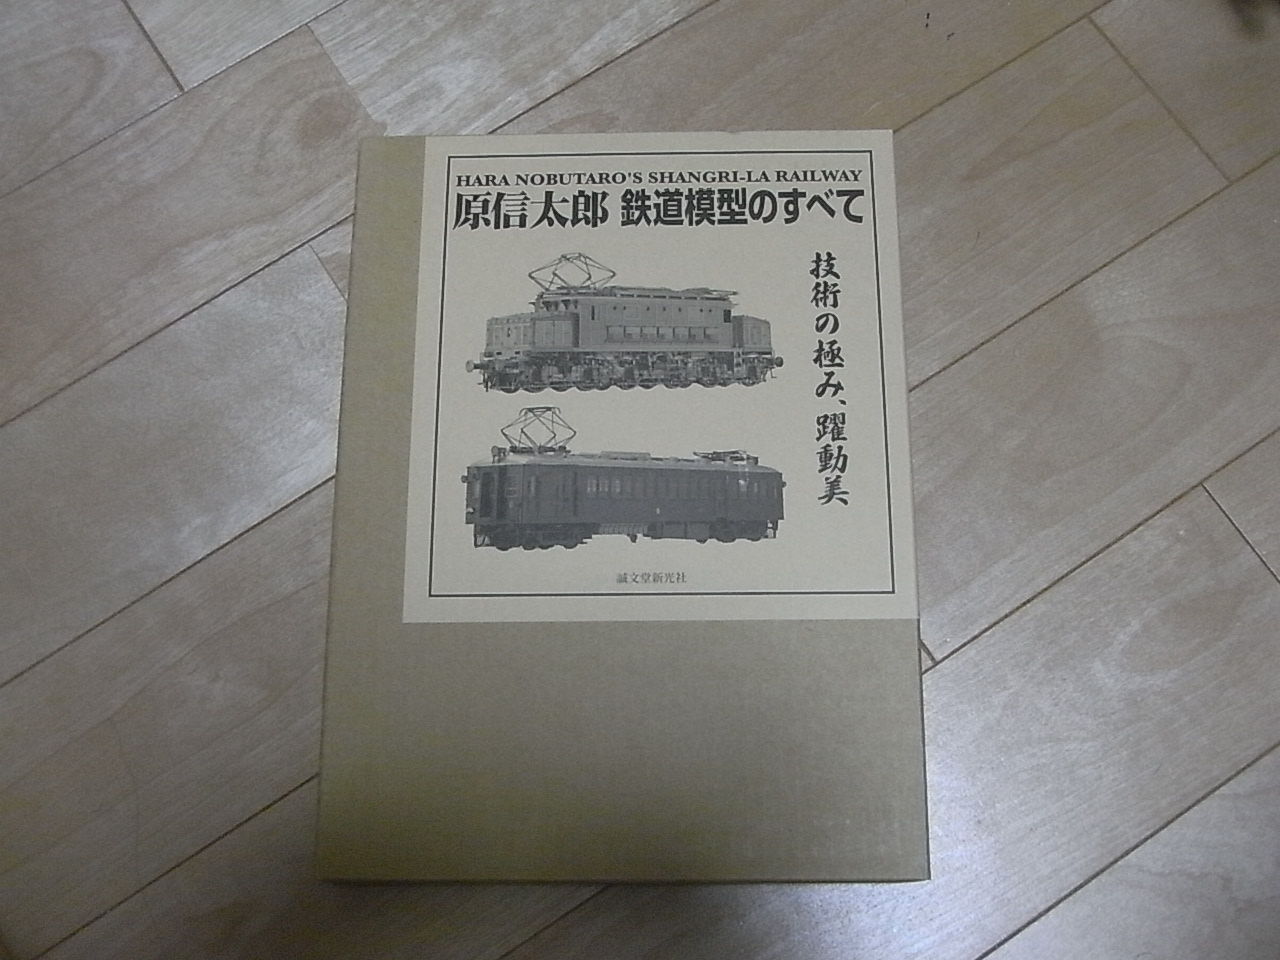 HARA NOBUTARO'S SHANGRI-LA RAILWAY
原信太郎 鉄道模型のすべて
技術の極み、躍動美
誠文堂新光社